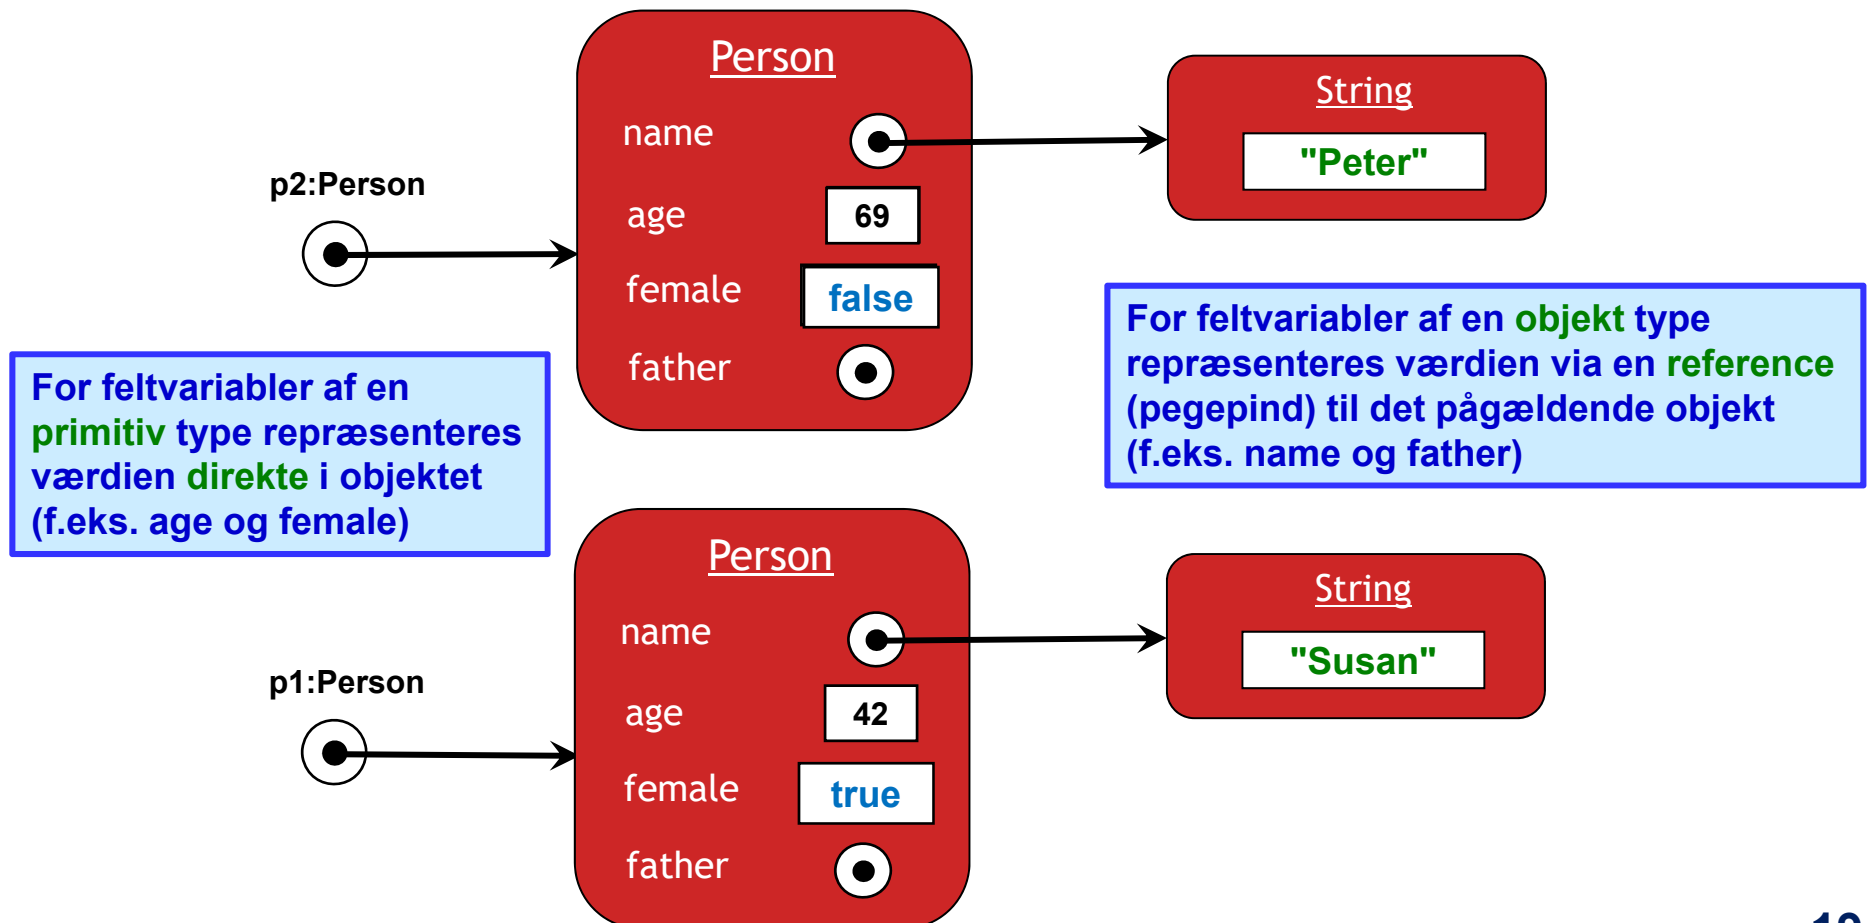 Person
name
age
69
female
false
father
p2:Person
String
"Peter"
For feltvariabler af en
primitiv type repræsenteres
værdien direkte i objektet
(f.eks. age og female)
For feltvariabler af en objekt type
repræsenteres værdien via en reference
(pegepind) til det pågældende objekt
(f.eks. name og father)
Person
name
age
42
female
true
father
p1:Person
String
"Susan"